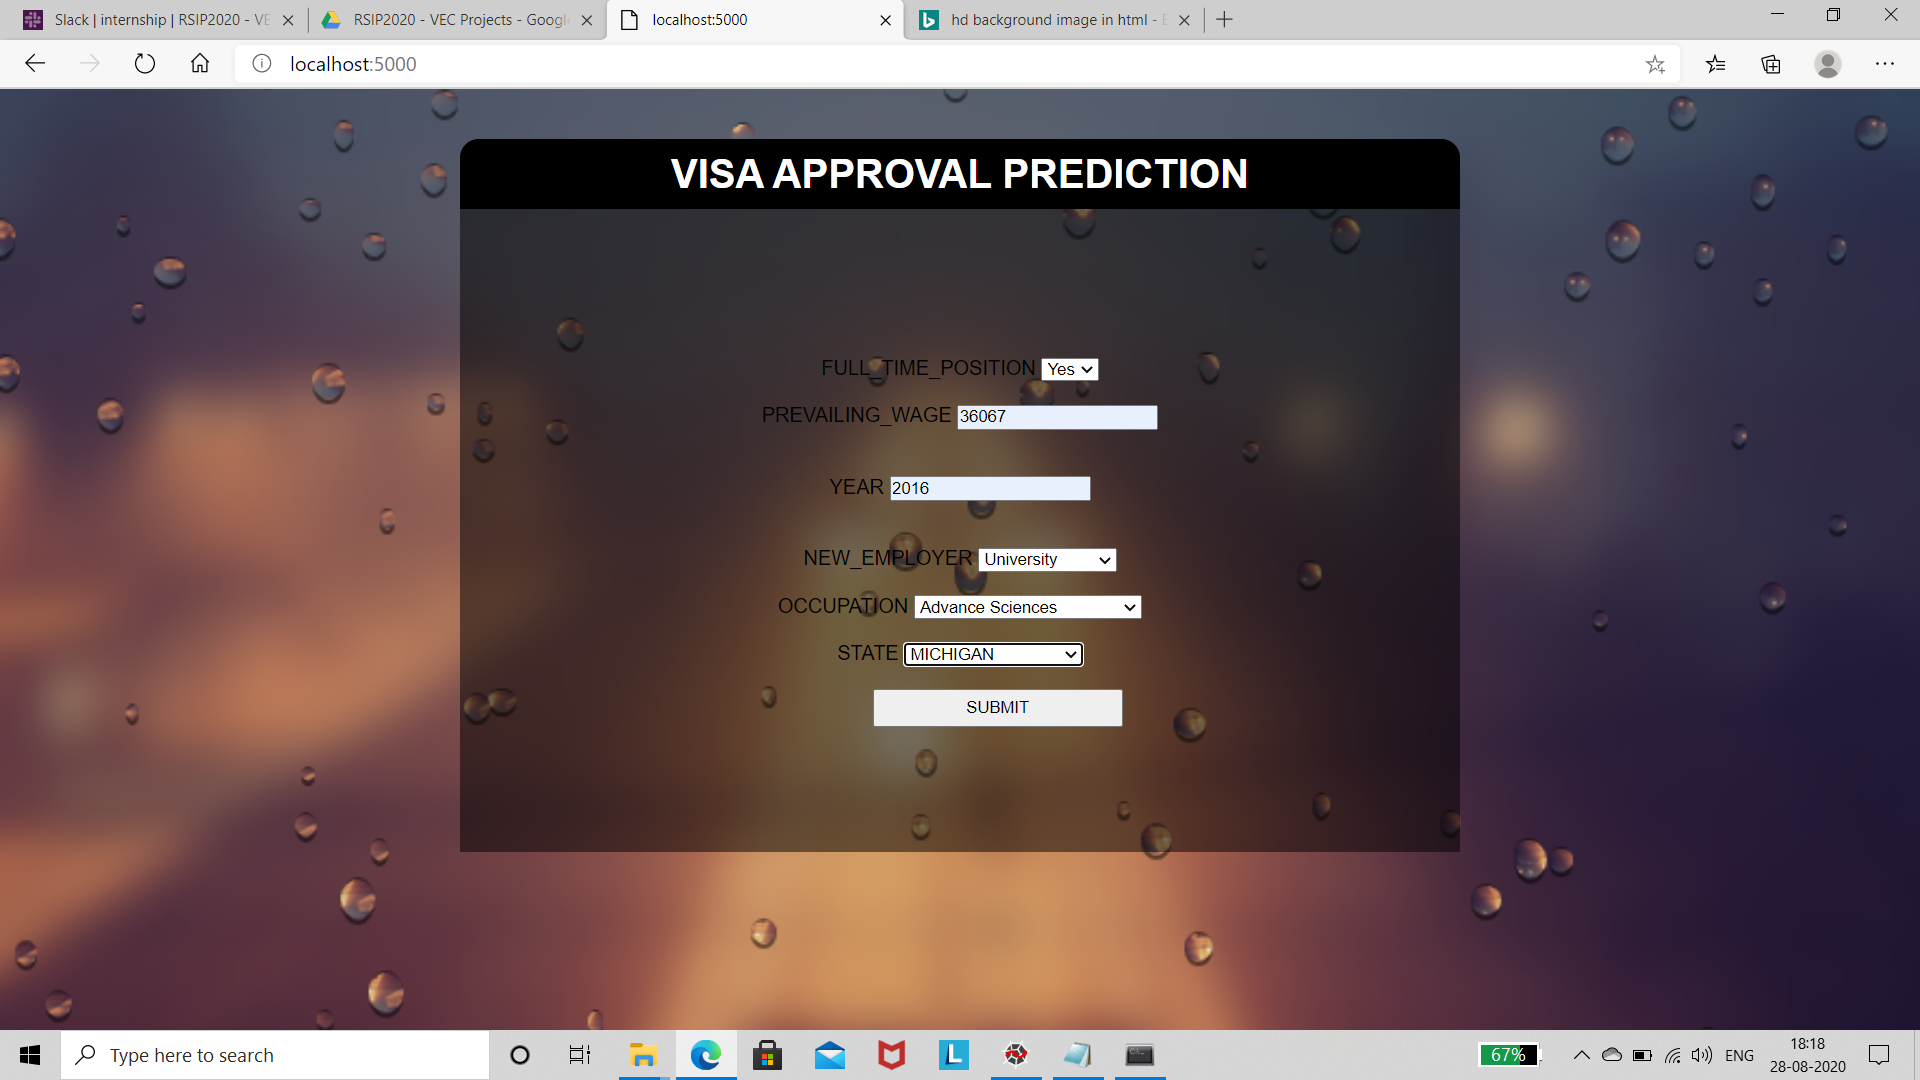 Slack | internship | RSIP2020 - VE
RSIP2020 - VEC Projects - Googl
localhost:5000
hd background image in html -
localhost:5000
VISA APPROVAL PREDICTION
FULL_TIME_POSITION Yes
PREVAILING_WAGE 36067
YEAR 2016
NEW_EMPLOYER University
OCCUPATION Advance Sciences
STATE MICHIGAN
SUBMIT
Type here to search
L
67%
ENG
18:18
28-08-2020